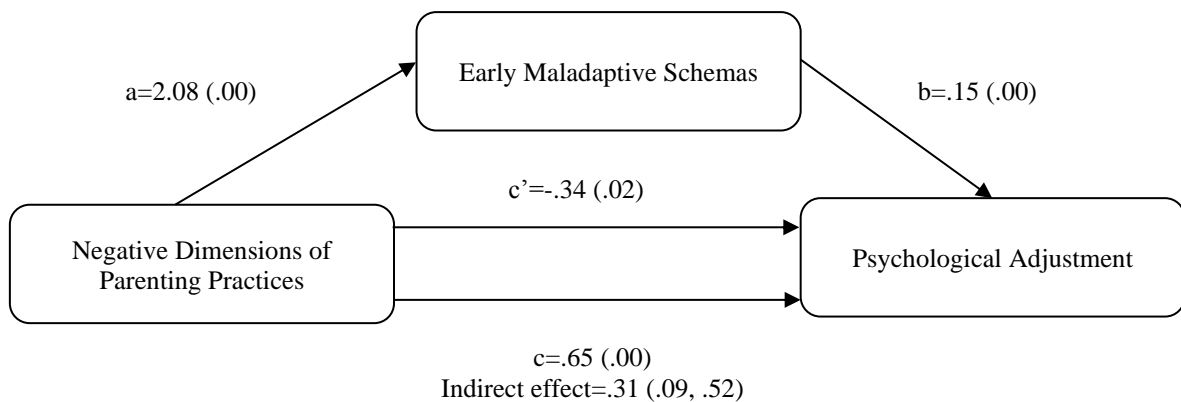 Early Maladaptive Schemas
a=2.08 (.00)
b=.15 (.00)
c’=-.34 (.02)
Negative Dimensions of
Parenting Practices
Psychological Adjustment
c=.65 (.00)
Indirect effect=.31 (.09, .52)